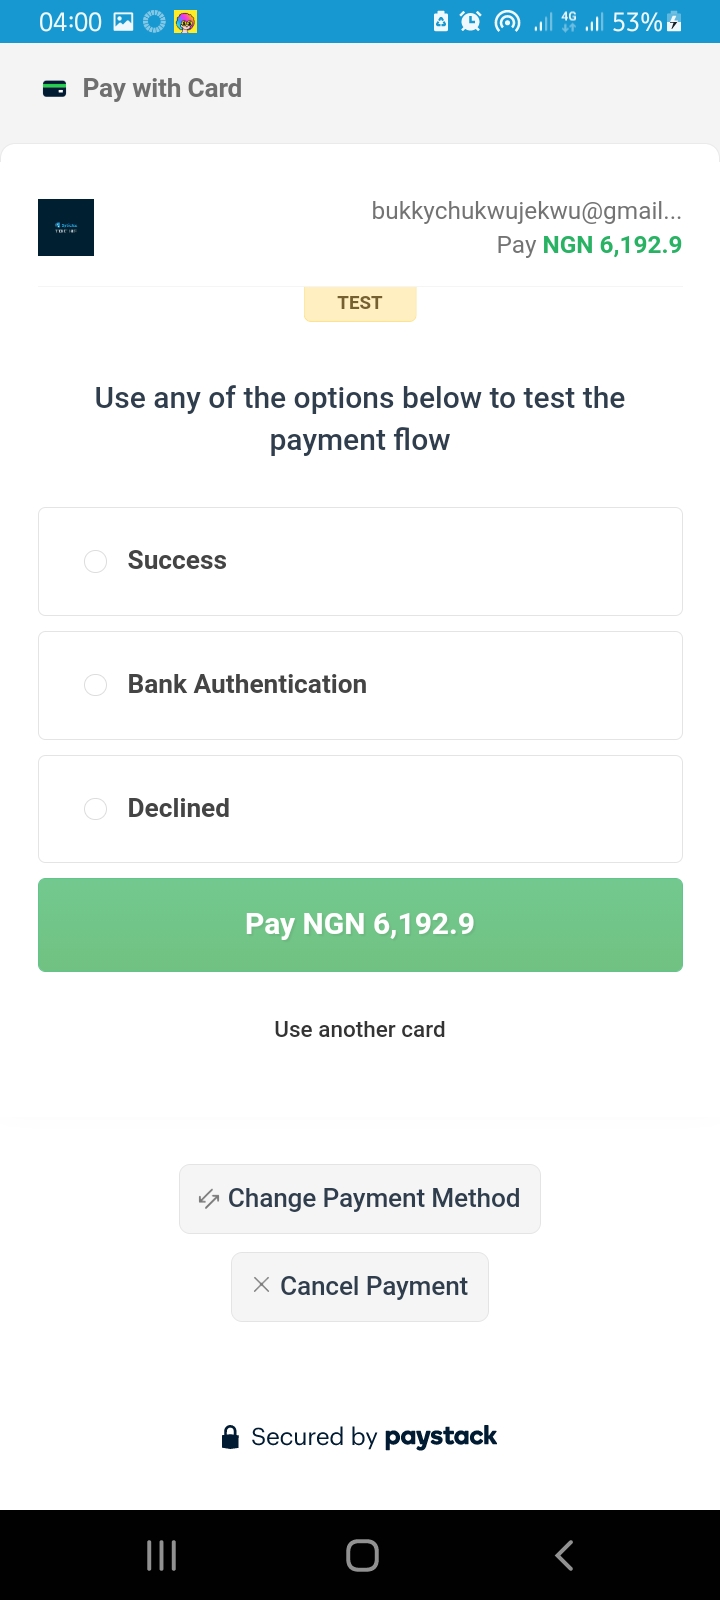 04:00
4G
53%
Pay with Card
bukkychukwujekwu@gmail...
Pay NGN 6,192.9
TEST
Use any of the options below to test the
payment flow
Success
Bank Authentication
Declined
Pay NGN 6,192.9
Use another card
Change Payment Method
Cancel Payment
Secured by paystack